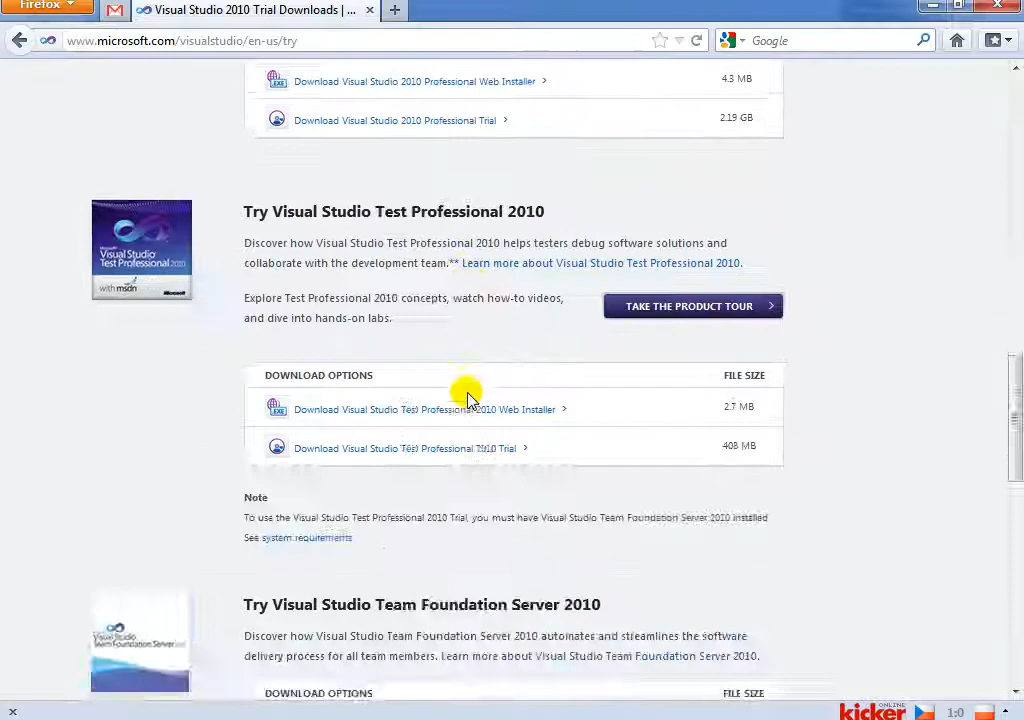 Firefox
Visual Studio 2010 Trial Downloads | ...
www.microsoft.com/visualstudio/en-us/try
Google
Download Visual Studio 2010 Professional Web Installer
4.3 MB
Download Visual Studio 2010 Professional Trial
2.19 GB
Try Visual Studio Test Professional 2010
Discover how Visual Studio Test Professional 2010 helps testers debug software solutions and
collaborate with the development team.** Learn more about Visual Studio Test Professional 2010.
Microsoft
Visual Studio
Test Professional 2010
with msdn
Microsoft
Explore Test Professional 2010 concepts, watch how-to videos,
and dive into hands-on labs.
TAKE THE PRODUCT TOUR
DOWNLOAD OPTIONS FILE SIZE
Download Visual Studio Test Professional 2010 Web Installer
2.7 MB
Download Visual Studio Test Professional 2010 Trial
408 MB
Note
To use the Visual Studio Test Professional 2010 Trial, you must have Visual Studio Team Foundation Server 2010 installed
See system requirements
Try Visual Studio Team Foundation Server 2010
Visual Studio
Team Foundation Server
Discover how Visual Studio Team Foundation Server 2010 automates and streamlines the software
delivery process for all team members. Learn more about Visual Studio Team Foundation Server 2010.
DOWNLOAD OPTIONS FILE SIZE
kicker ONLINE 1:0